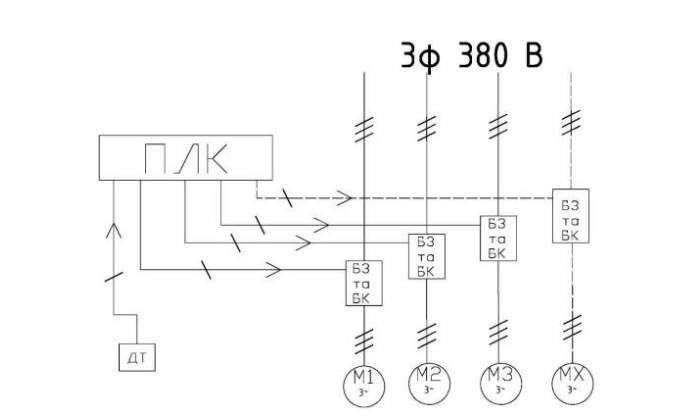 3ф 380 В
ПЛК
БЗ
та
БК
БЗ
та
БК
БЗ
та
БК
БЗ
та
БК
ДТ
М1
3~
М2
3~
М3
3~
МХ
3~